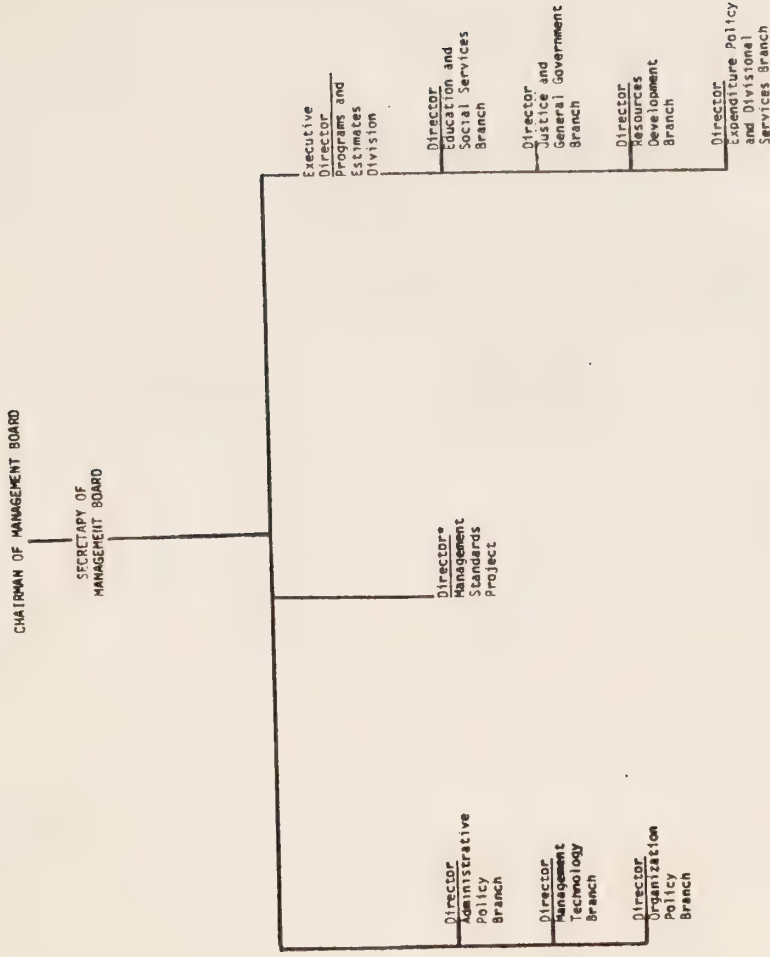 CHAIRMAN OF MANAGEMENT BOARD
SECRETAPY OF
MANAGEMENT BOARD
Executive
Director
Programs and
Estimates
Division
Director
Education and
Social Services
Branch
Director
Justice and
General Government
Branch
Director
Resources
Development
Branch
Director
Expenditure Policy
and Divisional
Services Branch
Director*
Management
Standards
Project
Director
Administrative
Policy
Branch
Director
Management
Technology
Branch
Director
Organization
Policy
Branch